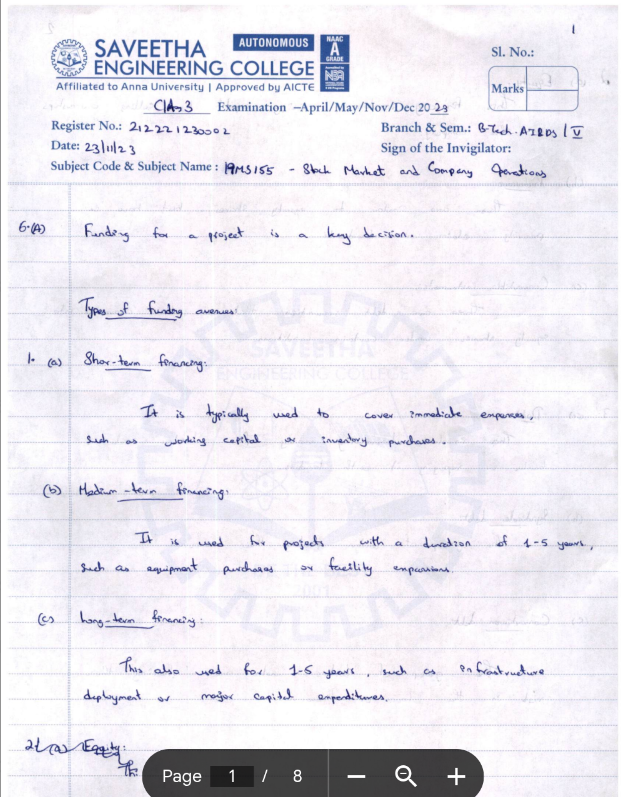 1
SAVEETHA AUTONOMOUS NAAC A GRADE
ENGINEERING COLLEGE
Affiliated to Anna University | Approved by AICTE
Sl. No.:
Marks
CIA-3 Examination –April/May/Nov/Dec 2023
Register No.: 212221230002 Branch & Sem.: B-Tech. AI&DS / V
Date: 23/11/23 Sign of the Invigilator:
Subject Code & Subject Name : 19MS155 - Stock Market and Company Operations
6.(A) Funding for a project is a key decision.
Types of funding avenues:
1. (a) Shor-term financing:
It is typically used to cover immediate expenses,
such as working capital or inventory purchases.
(b) Medium-term financing:
It is used for projects with a duration of 1-5 years,
such as equipment purchases or facility expansions.
(c) Long-term financing:
This also used for 1-5 years, such as infrastructure
deployment or major capital expenditures.
2 (a) Equity:
Th
Page 1 / 8